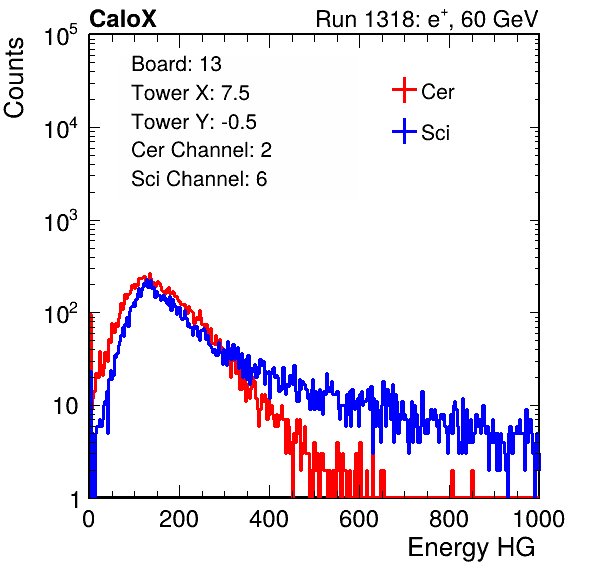 CaloX Run 1318: e⁺, 60 GeV
Counts
Board: 13
Tower X: 7.5
Tower Y: -0.5
Cer Channel: 2
Sci Channel: 6
Cer
Sci
10⁵
10⁴
10³
10²
10
1
0 200 400 600 800 1000
Energy HG